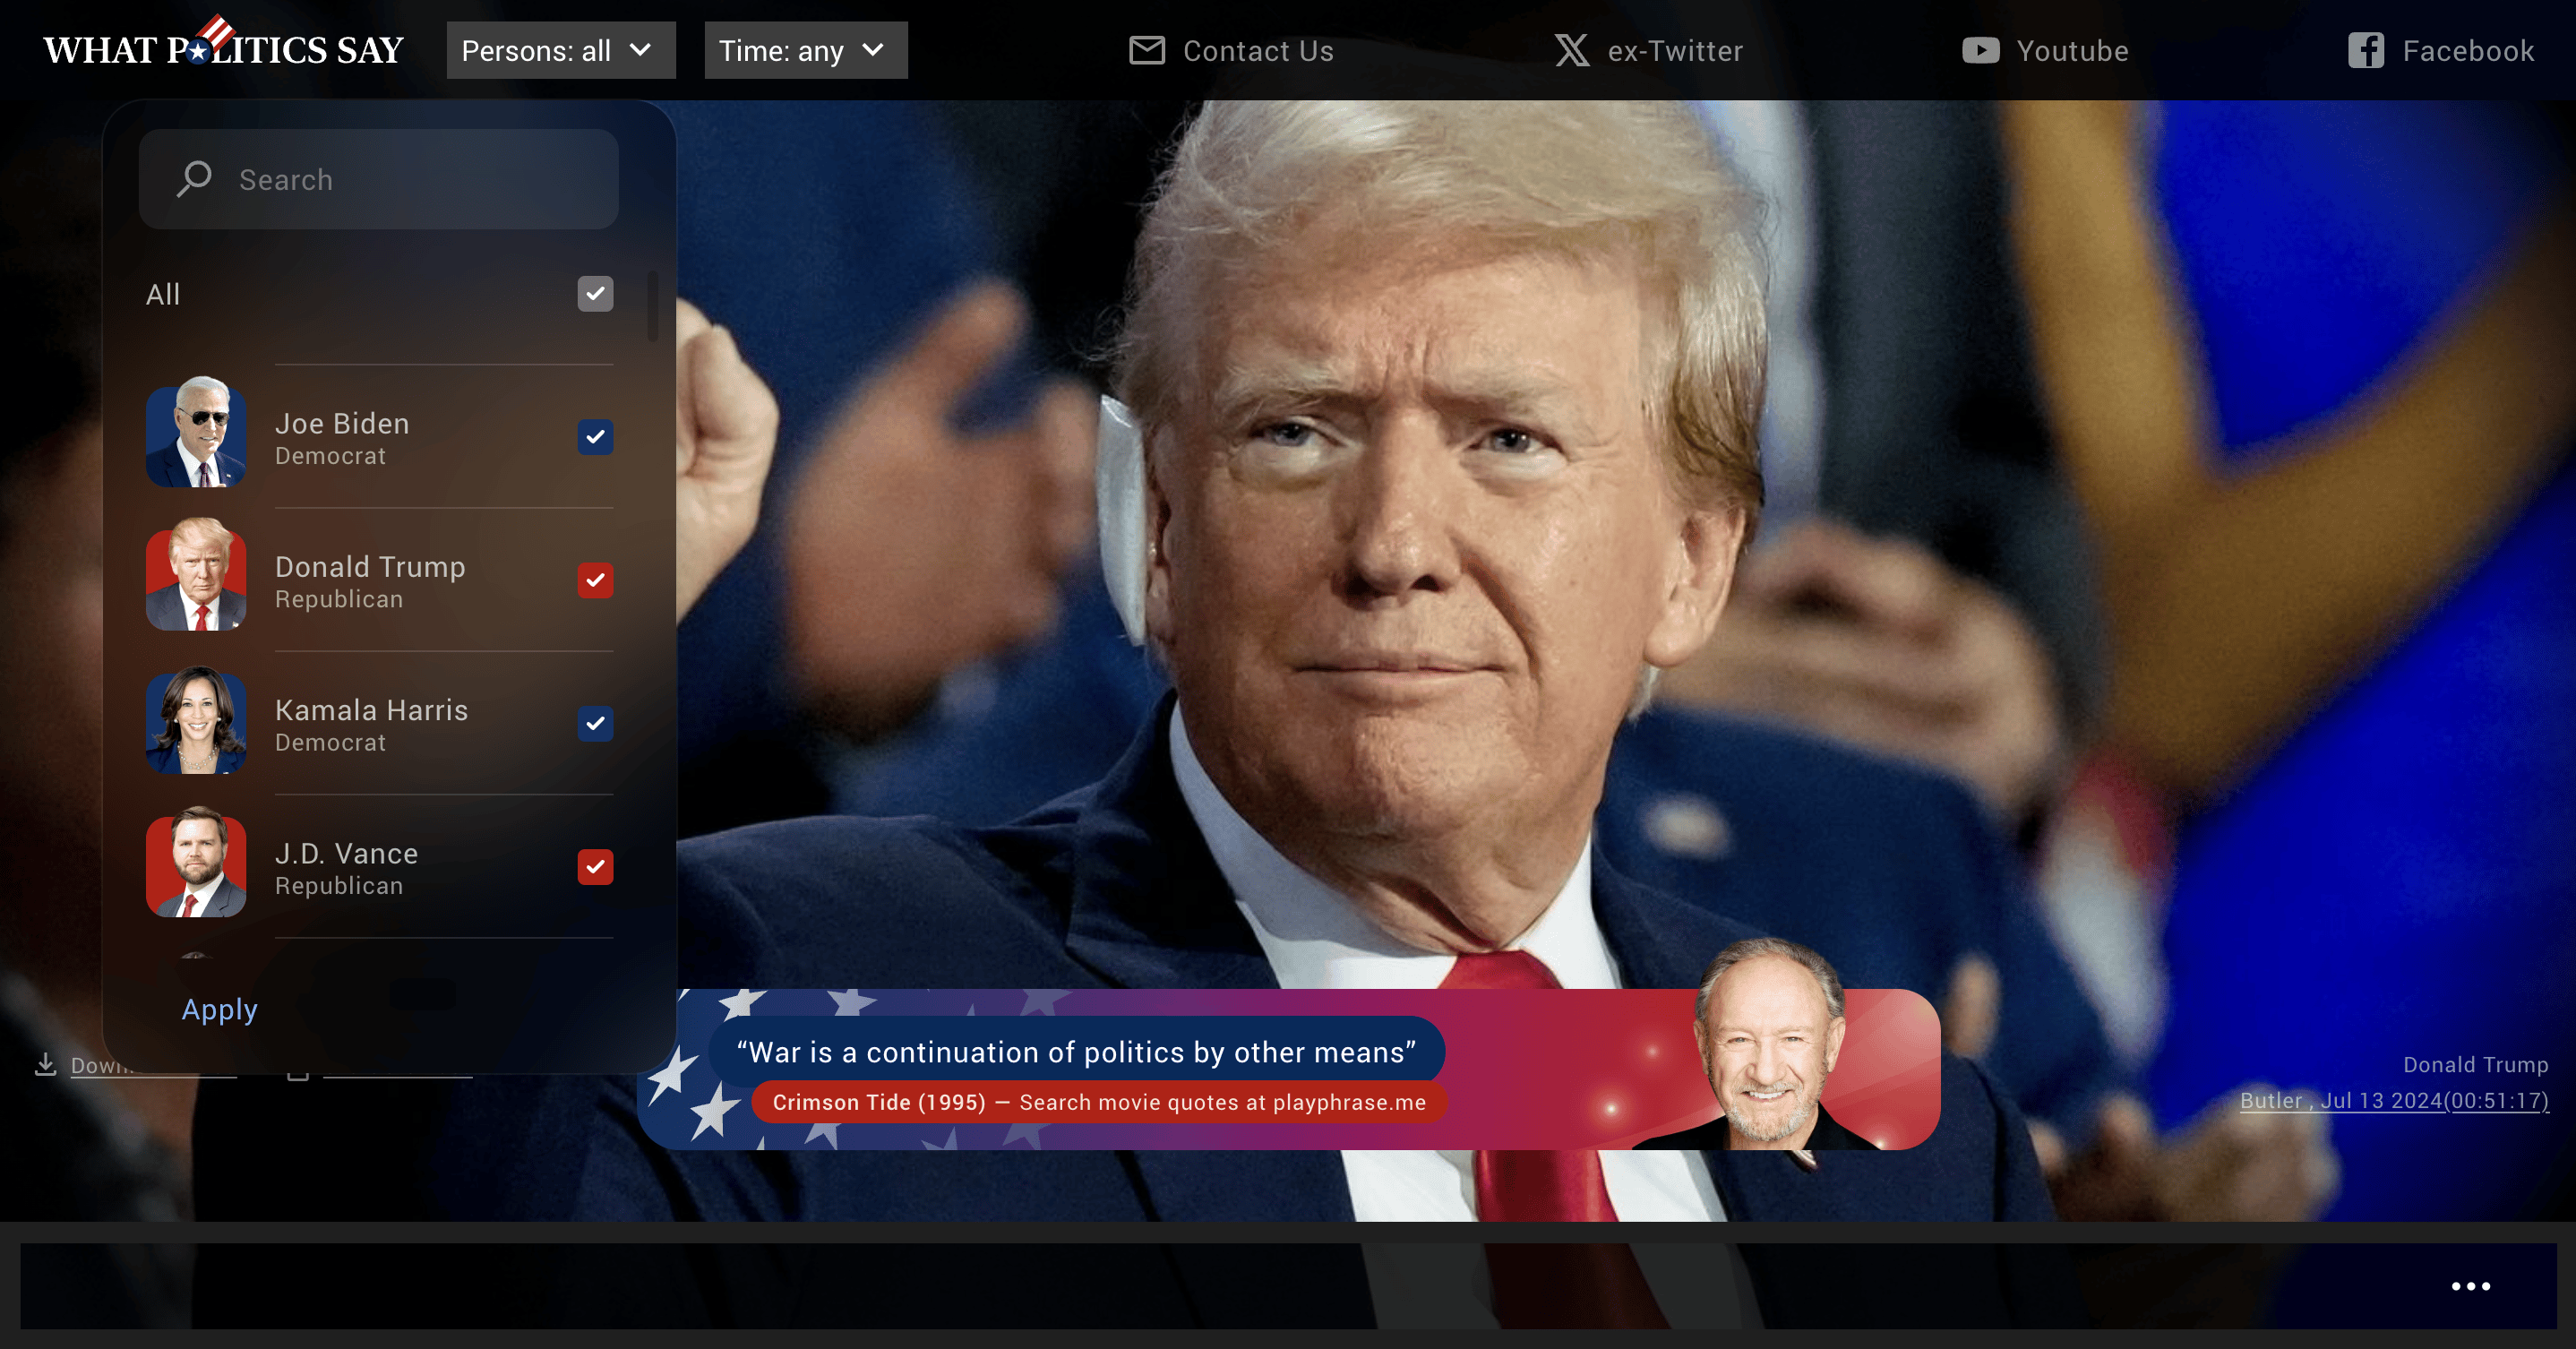 WHAT POLITICS SAY
Persons: all
Time: any
Contact Us
ex-Twitter
Youtube
Facebook
Search
All
Joe Biden
Democrat
Donald Trump
Republican
Kamala Harris
Democrat
J.D. Vance
Republican
Apply
“War is a continuation of politics by other means”
Crimson Tide (1995) — Search movie quotes at playphrase.me
Donald Trump
Butler , Jul 13 2024(00:51:17)